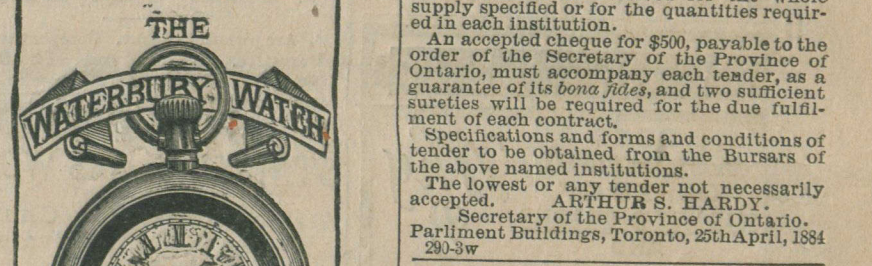 THE
WATERBURY WATCH
supply specified or for the quantities requir-
ed in each institution.
An accepted cheque for $500, payable to the
order of the Secretary of the Province of
Ontario, must accompany each tender, as a
guarantee of its bona fides, and two sufficient
sureties will be required for the due fulfil-
ment of each contract.
Specifications and forms and conditions of
tender to be obtained from the Bursars of
the above named institutions.
The lowest or any tender not necessarily
accepted. ARTHUR S. HARDY.
Secretary of the Province of Ontario.
Parliment Buildings, Toronto, 25th April, 1884
290-3w